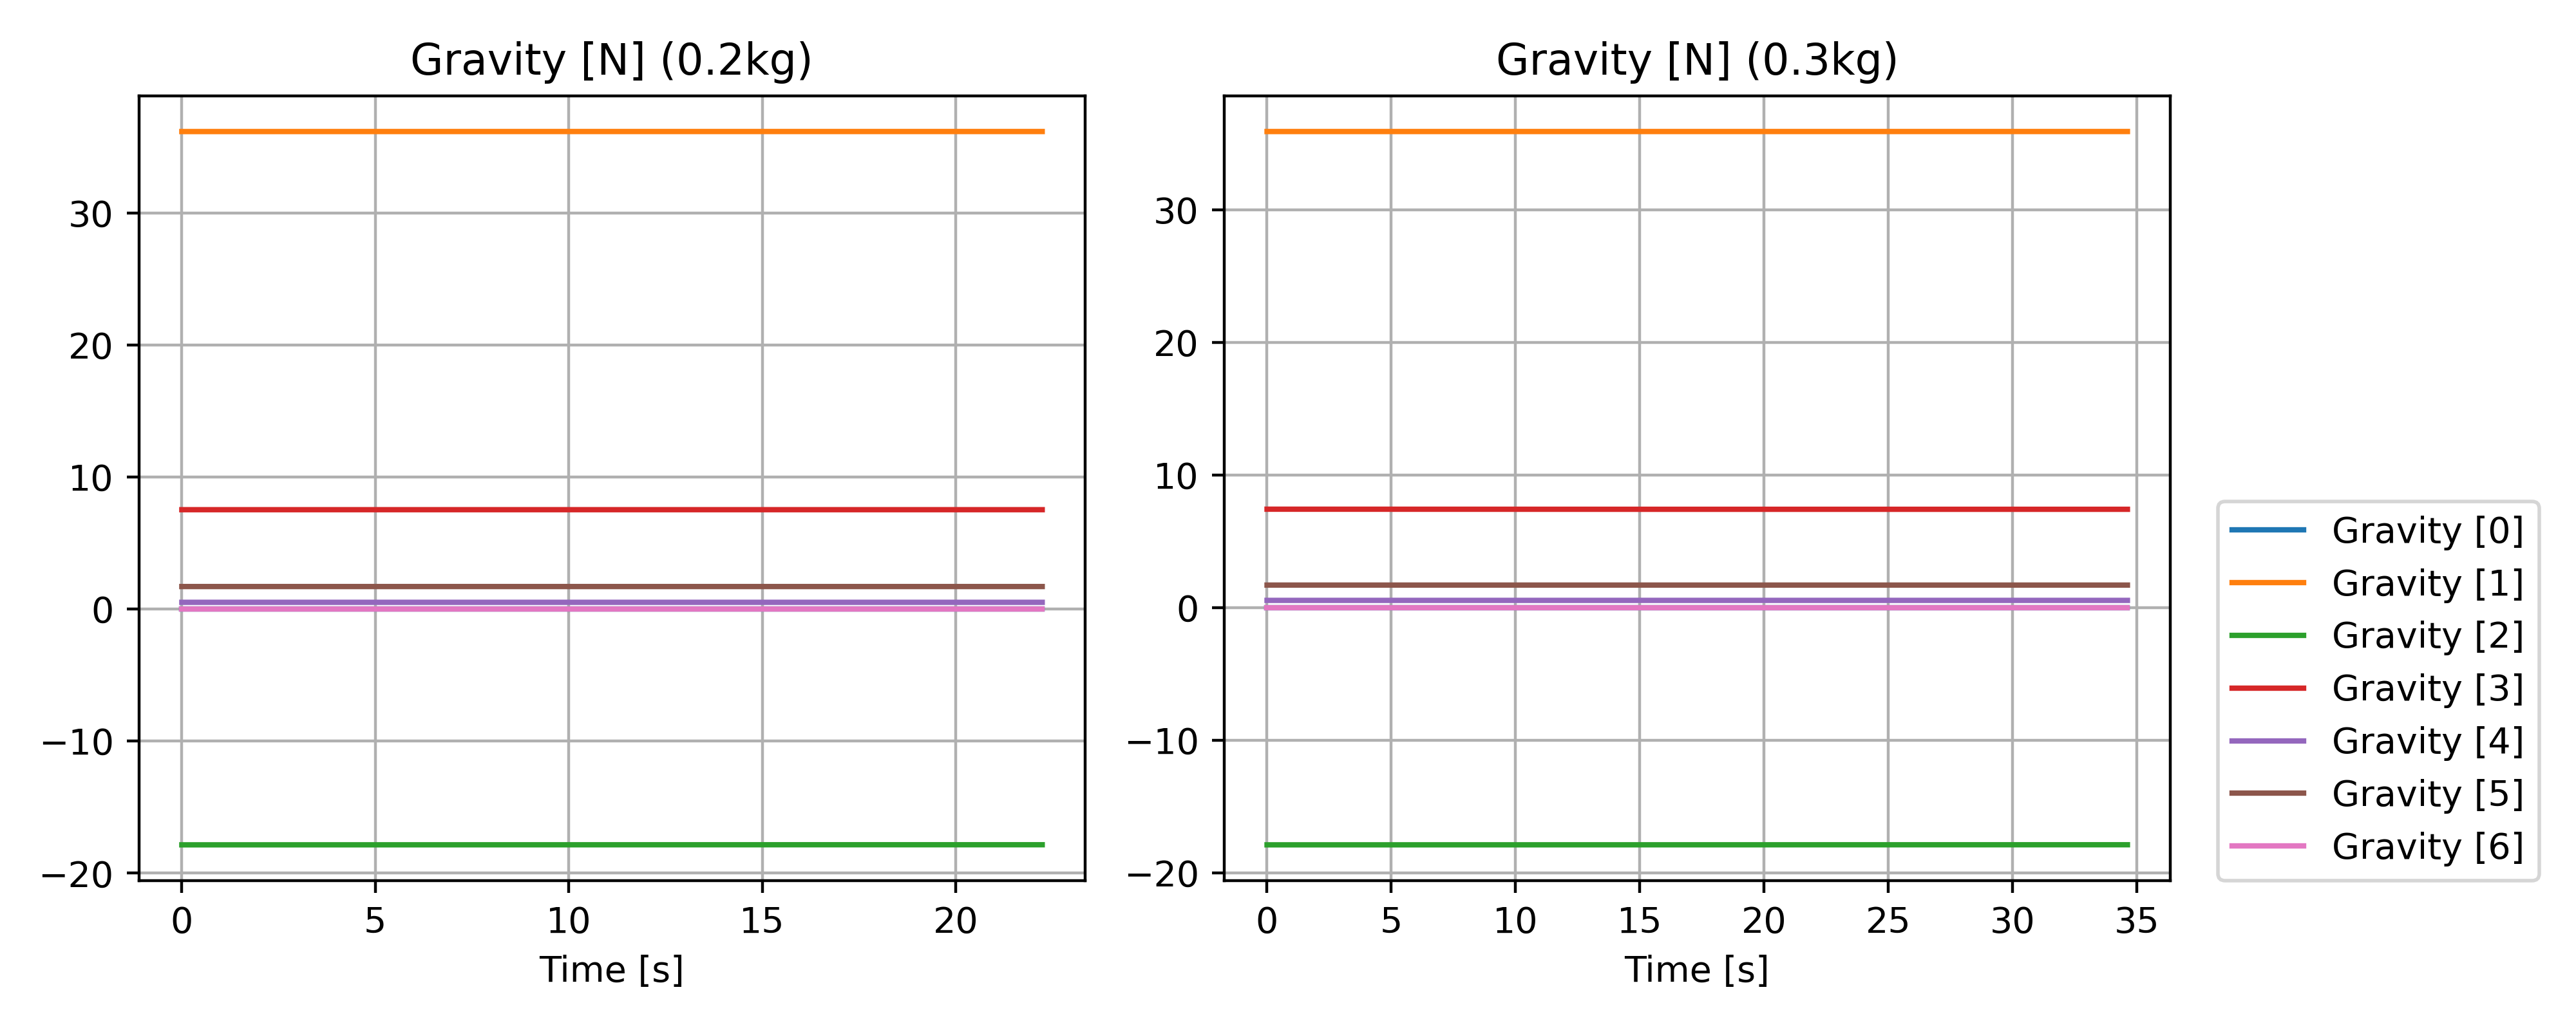 Gravity [N] (0.2kg)
30
20
10
0
−10
−20
0 5 10 15 20
Time [s]
Gravity [N] (0.3kg)
30
20
10
0
−10
−20
0 5 10 15 20 25 30 35
Time [s]
Gravity [0]
Gravity [1]
Gravity [2]
Gravity [3]
Gravity [4]
Gravity [5]
Gravity [6]